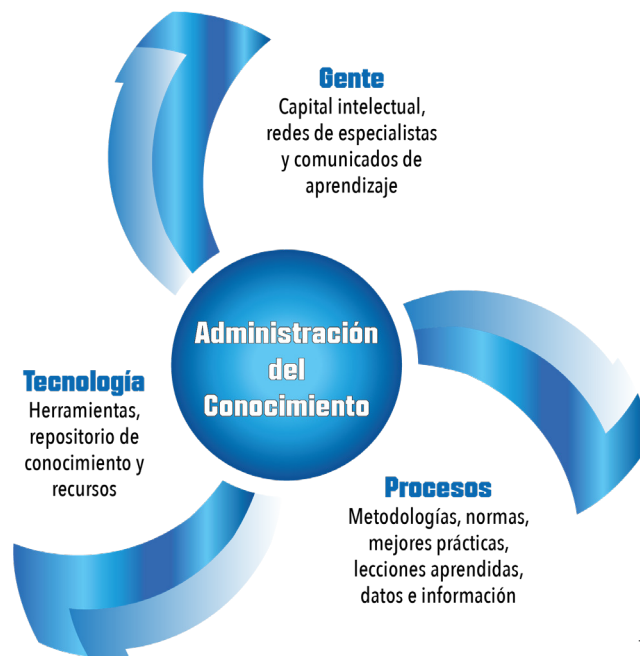 Gente
Capital intelectual,
redes de especialistas
y comunicados de
aprendizaje
Administración
del
Conocimiento
Tecnología
Herramientas,
repositorio de
conocimiento y
recursos
Procesos
Metodologías, normas,
mejores prácticas,
lecciones aprendidas,
datos e información